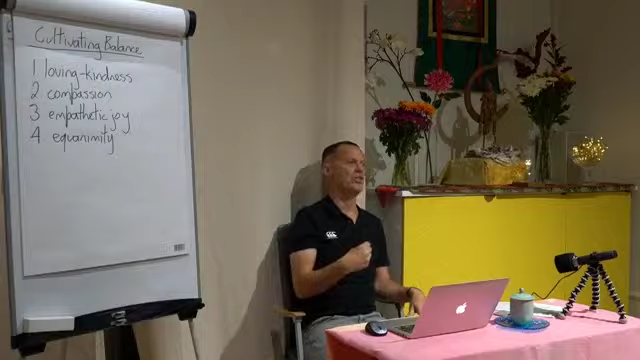 Cultivating Balance
1 loving-kindness
2 compassion
3 empathetic joy
4 equanimity